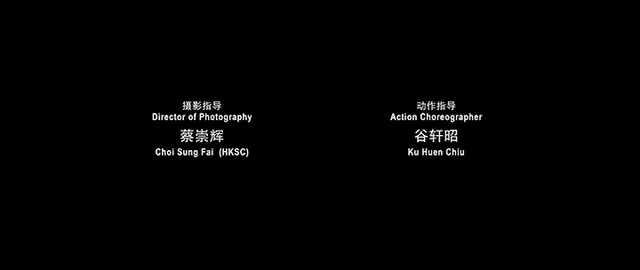 摄影指导
Director of Photography
蔡崇辉
Choi Sung Fai (HKSC)
动作指导
Action Choreographer
谷轩昭
Ku Huen Chiu